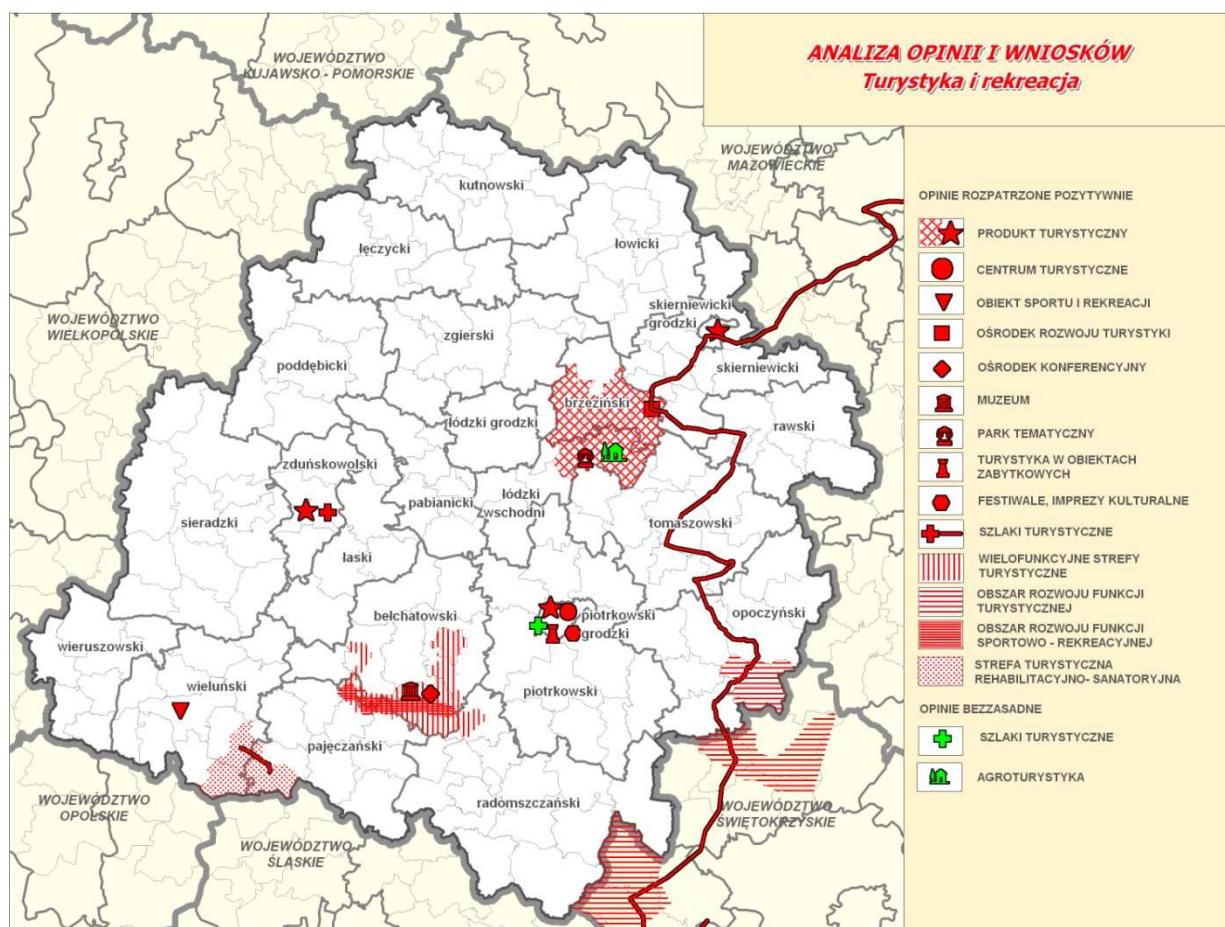 ANALIZA OPINII I WNIOSKÓW
Turystyka i rekreacja
WOJEWÓDZTWO
KUJAWSKO - POMORSKIE
WOJEWÓDZTWO
MAZOWIECKIE
kutnowski
łęczycki
łowicki
WOJEWÓDZTWO
WIELKOPOLSKIE
zgierski
skierniewicki
grodzki
poddębicki
skierniewicki
brzeziński
łódzki grodzki
rawski
zduńskowolski
sieradzki
pabianicki
łódzki
wschodni
tomaszowski
łaski
bełchatowski
piotrkowski
grodzki
opoczyński
wieruszowski
wieluński
piotrkowski
pajęczański
radomszczański
WOJEWÓDZTWO
OPOLSKIE
WOJEWÓDZTWO
ŚLĄSKIE
WOJEWÓDZTWO
ŚWIĘTOKRZYSKIE
OPINIE ROZPATRZONE POZYTYWNIE
PRODUKT TURYSTYCZNY
CENTRUM TURYSTYCZNE
OBIEKT SPORTU I REKREACJI
OŚRODEK ROZWOJU TURYSTYKI
OŚRODEK KONFERENCYJNY
MUZEUM
PARK TEMATYCZNY
TURYSTYKA W OBIEKTACH
ZABYTKOWYCH
FESTIWALE, IMPREZY KULTURALNE
SZLAKI TURYSTYCZNE
WIELOFUNKCYJNE STREFY
TURYSTYCZNE
OBSZAR ROZWOJU FUNKCJI
TURYSTYCZNEJ
OBSZAR ROZWOJU FUNKCJI
SPORTOWO - REKREACYJNEJ
STREFA TURYSTYCZNA
REHABILITACYJNO- SANATORYJNA
OPINIE BEZZASADNE
SZLAKI TURYSTYCZNE
AGROTURYSTYKA